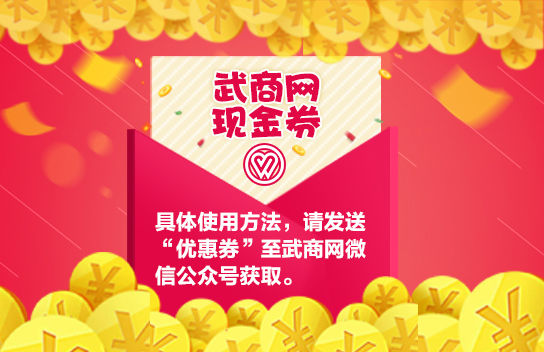 武商网
现金券
具体使用方法，请发送
“优惠券”至武商网微
信公众号获取。